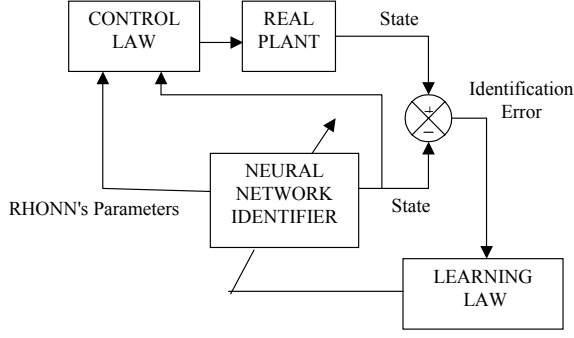 CONTROL
LAW
REAL
PLANT
State
Identification
Error
+
−
NEURAL
NETWORK
IDENTIFIER
RHONN's Parameters
State
LEARNING
LAW